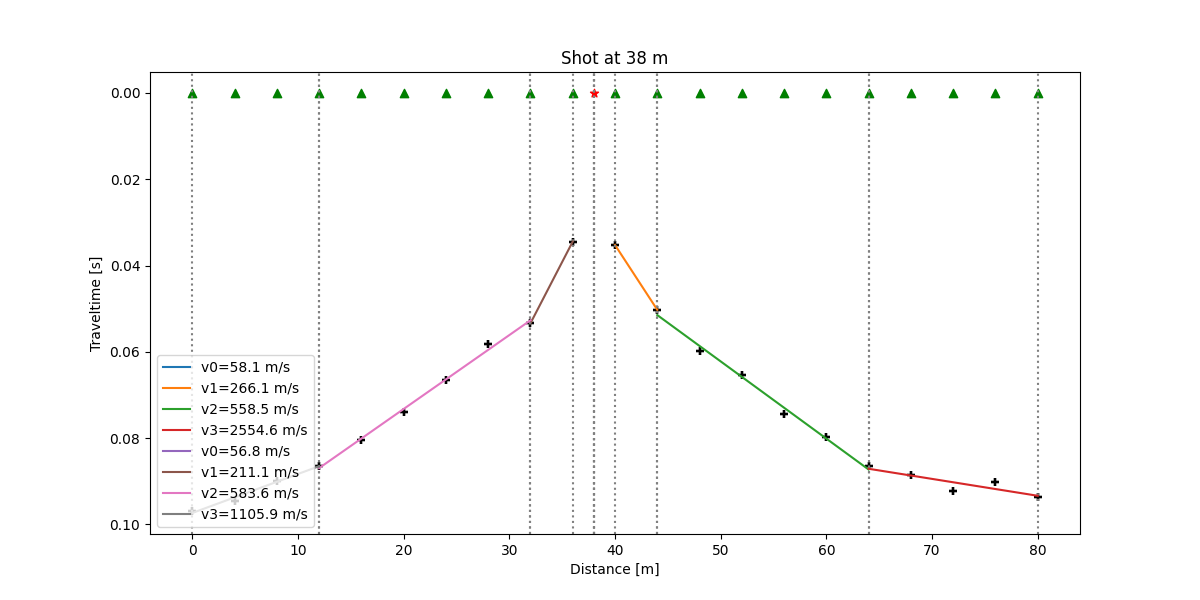 Shot at 38 m
0.00
0.02
0.04
0.06
0.08
0.10
Traveltime [s]
v0=58.1 m/s
v1=266.1 m/s
v2=558.5 m/s
v3=2554.6 m/s
v0=56.8 m/s
v1=211.1 m/s
v2=583.6 m/s
v3=1105.9 m/s
0 10 20 30 40 50 60 70 80
Distance [m]